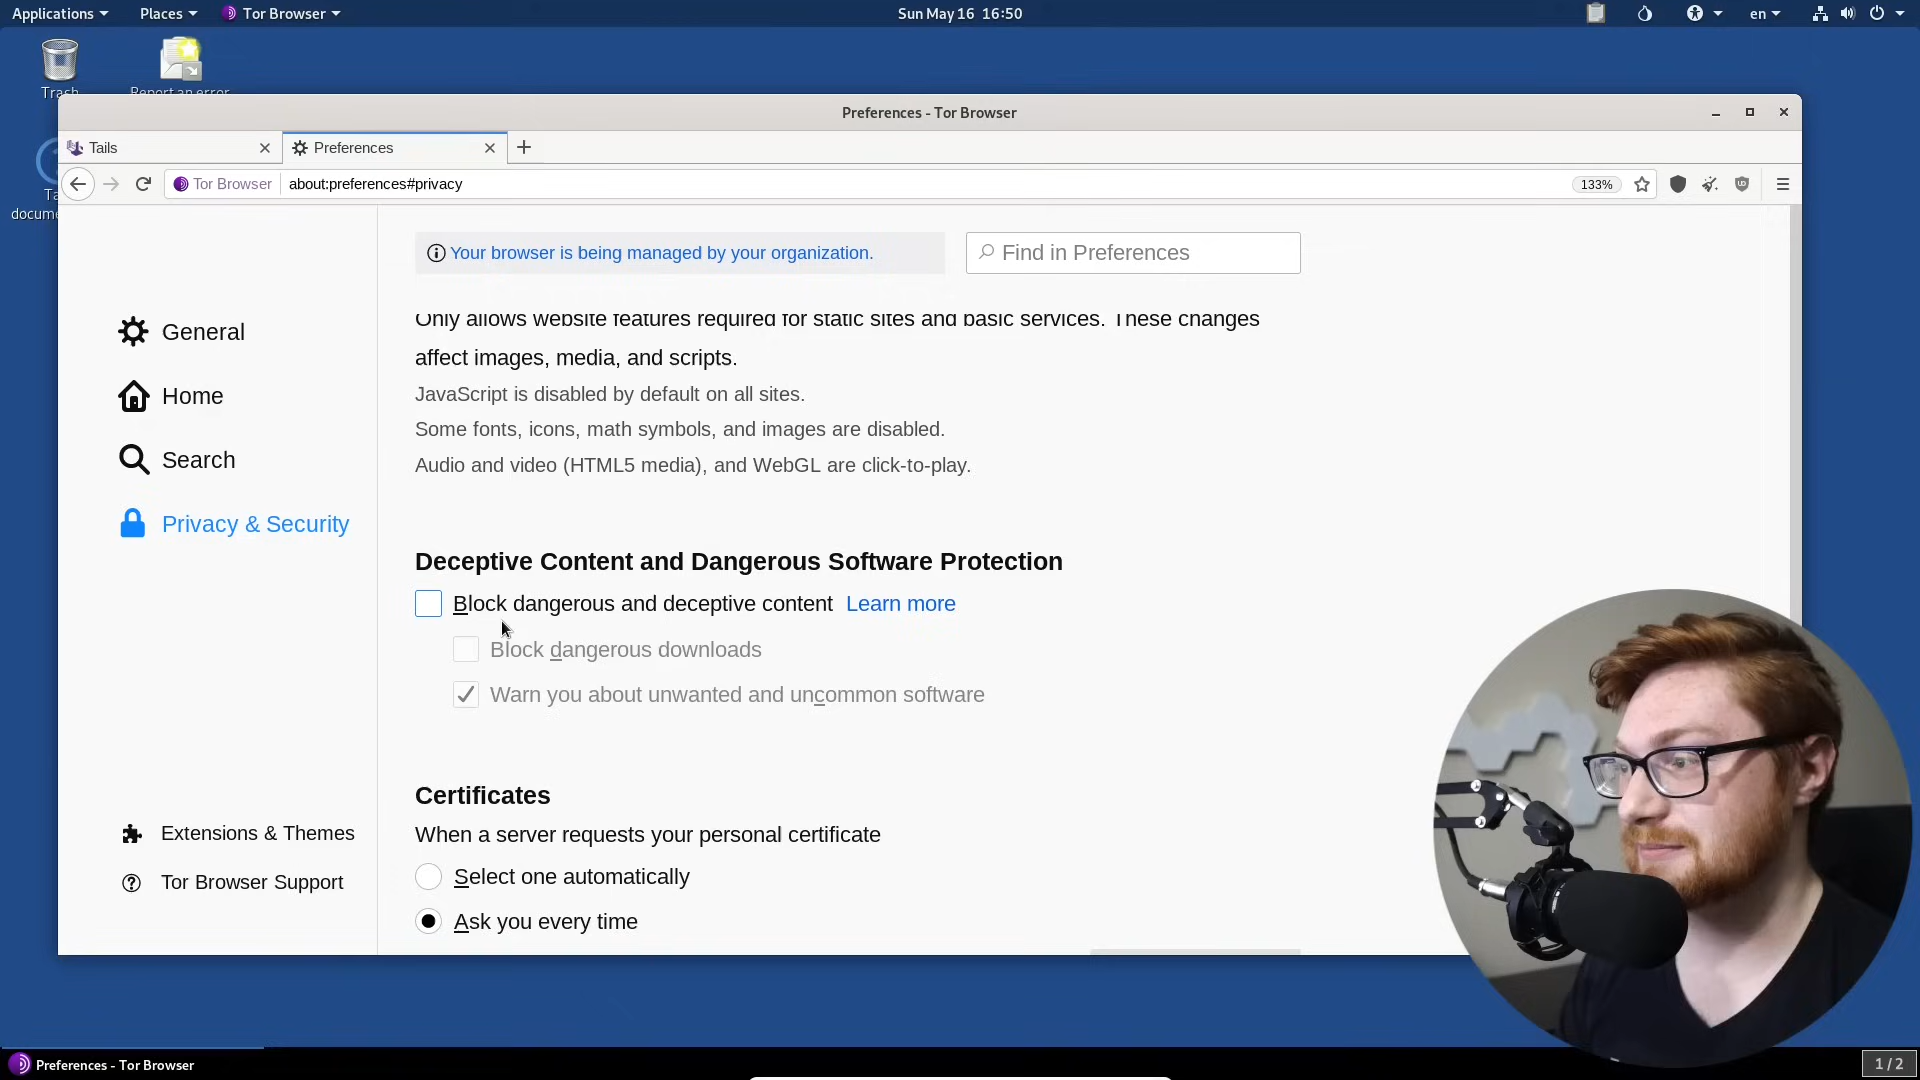 Applications
Places
Tor Browser
Sun May 16 16:50
en
Trash
Report an error
Ta
docume
Preferences - Tor Browser
Tails
Preferences
Tor Browser
about:preferences#privacy
133%
Your browser is being managed by your organization.
Find in Preferences
General
Home
Search
Privacy & Security
Extensions & Themes
Tor Browser Support
Only allows website features required for static sites and basic services. These changes
affect images, media, and scripts.
JavaScript is disabled by default on all sites.
Some fonts, icons, math symbols, and images are disabled.
Audio and video (HTML5 media), and WebGL are click-to-play.
Deceptive Content and Dangerous Software Protection
Block dangerous and deceptive content Learn more
Block dangerous downloads
Warn you about unwanted and uncommon software
Certificates
When a server requests your personal certificate
Select one automatically
Ask you every time
Preferences - Tor Browser
1 / 2